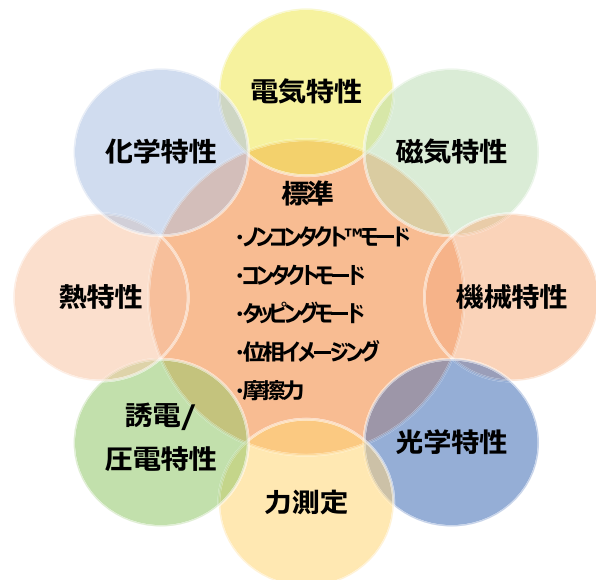 電気特性
化学特性
磁気特性
標準
・ノンコンタクト™モード
・コンタクトモード
・タッピングモード
・位相イメージング
・摩擦力
熱特性
機械特性
誘電/
圧電特性
光学特性
力測定